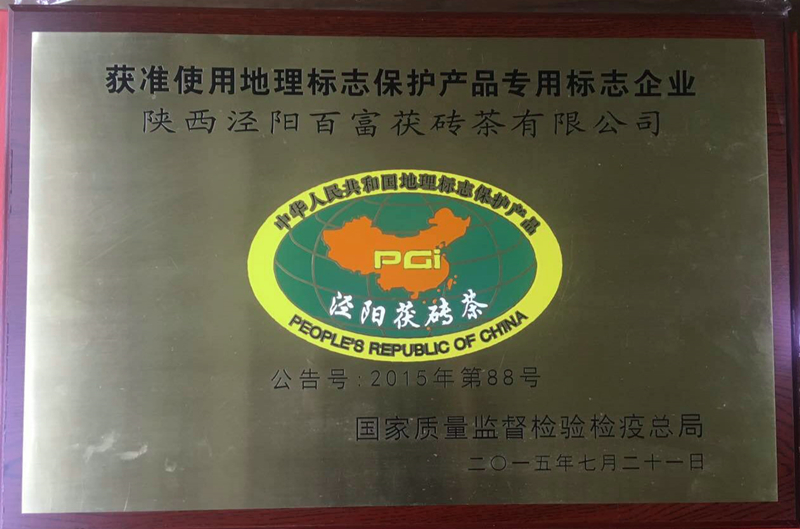 获准使用地理标志保护产品专用标志企业
陕西泾阳百富茯砖茶有限公司
中华人民共和国地理标志保护产品
PGi
泾阳茯砖茶
PEOPLE'S REPUBLIC OF CHINA
公告号:2015年第88号
国家质量监督检验检疫总局
二〇一五年七月二十一日